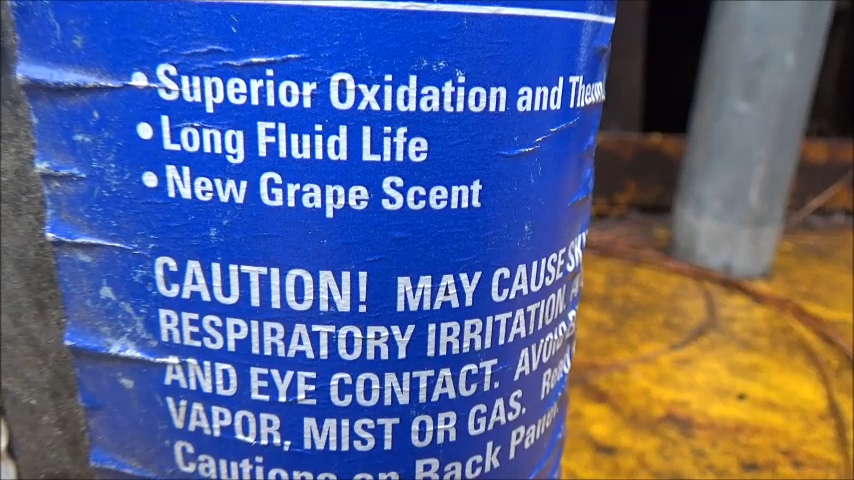 • Superior Oxidation and
• Long Fluid Life
• New Grape Scent
CAUTION! MAY CAUSE
RESPIRATORY IRRITATION.
AND EYE CONTACT. AVOID
VAPOR, MIST OR GAS.
Cautions on Back Panel